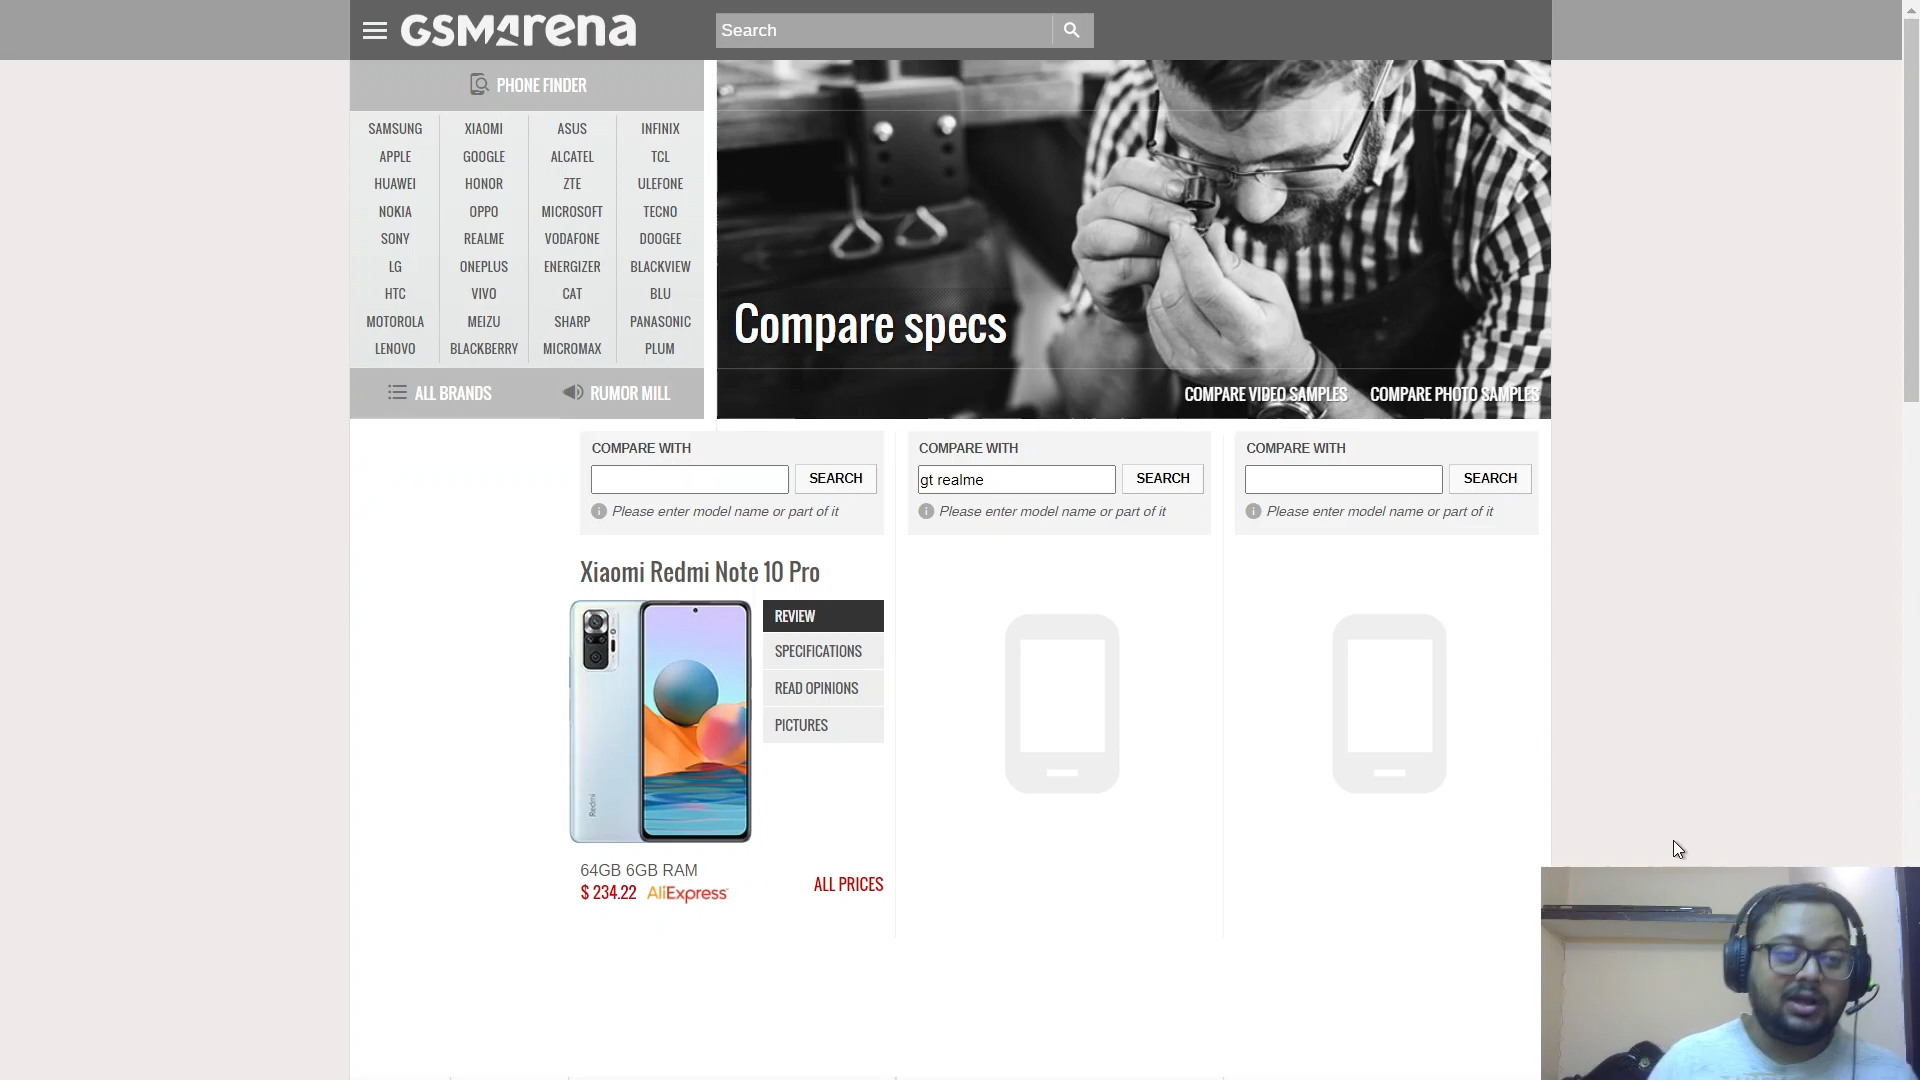 GSMArena
Search
PHONE FINDER
SAMSUNG XIAOMI ASUS INFINIX
APPLE GOOGLE ALCATEL TCL
HUAWEI HONOR ZTE ULEFONE
NOKIA OPPO MICROSOFT TECNO
SONY REALME VODAFONE DOOGEE
LG ONEPLUS ENERGIZER BLACKVIEW
HTC VIVO CAT BLU
MOTOROLA MEIZU SHARP PANASONIC
LENOVO BLACKBERRY MICROMAX PLUM
ALL BRANDS RUMOR MILL
Compare specs
COMPARE VIDEO SAMPLES COMPARE PHOTO SAMPLES
COMPARE WITH
SEARCH
Please enter model name or part of it
COMPARE WITH
gt realme SEARCH
Please enter model name or part of it
COMPARE WITH
SEARCH
Please enter model name or part of it
Xiaomi Redmi Note 10 Pro
Redmi
REVIEW
SPECIFICATIONS
READ OPINIONS
PICTURES
64GB 6GB RAM
$ 234.22 AliExpress
ALL PRICES